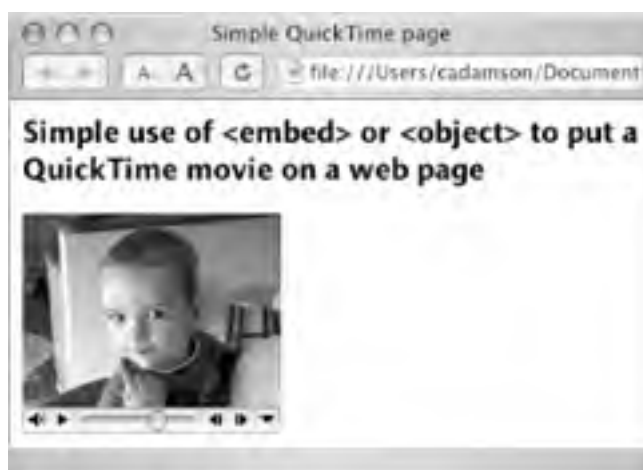 Simple QuickTime page
A A file:///Users/cadamson/Document
Simple use of <embed> or <object> to put a
QuickTime movie on a web page